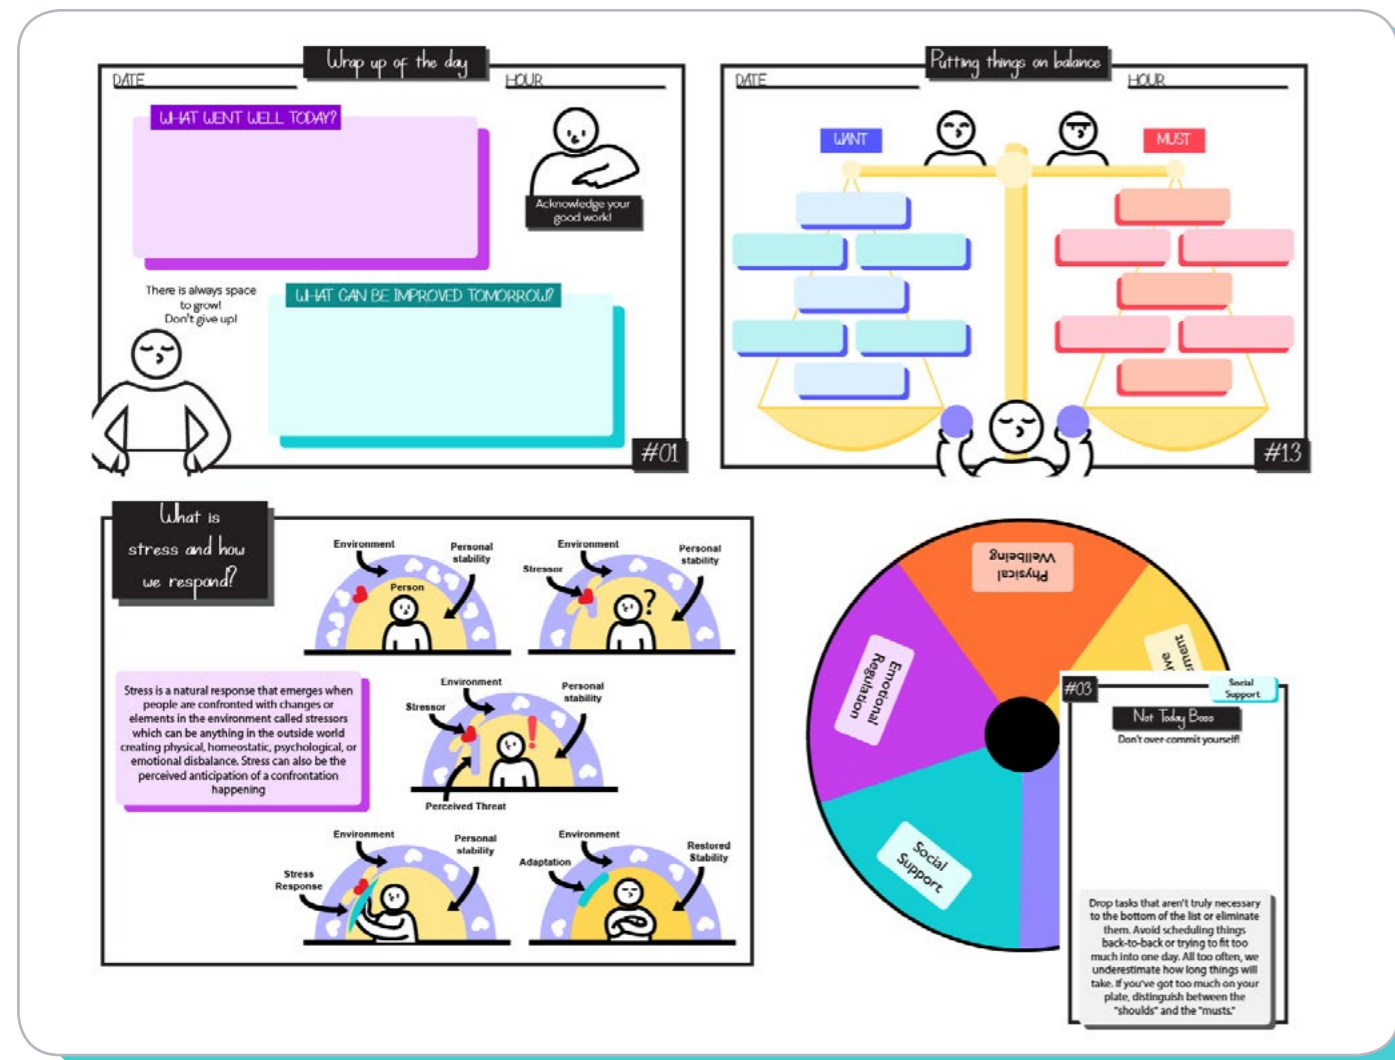 Wrap up of the day
DATE
HOUR
WHAT WENT WELL TODAY?
Acknowledge your
good work!
There is always space
to grow!
Don't give up!
WHAT CAN BE IMPROVED TOMORROW?
#01
Putting things on balance
DATE
HOUR
WANT
MUST
#13
What is
stress and how
we respond?
Stress is a natural response that emerges when
people are confronted with changes or
elements in the environment called stressors
which can be anything in the outside world
creating physical, homeostatic, psychological, or
emotional disbalance. Stress can also be the
perceived anticipation of a confrontation
happening
Environment
Personal
stability
Person
Environment
Personal
stability
Stressor
?
Environment
Personal
stability
Stressor
!
Perceived Threat
Environment
Personal
stability
Stress
Response
Environment
Restored
Stability
Adaptation
Physical
Wellbeing
Emotional
Regulation
Social
Support
#03
Social
Support
Not Today Boss
Don't over-commit yourself!
Drop tasks that aren't truly necessary
to the bottom of the list or eliminate
them. Avoid scheduling things
back-to-back or trying to fit too
much into one day. All too often, we
underestimate how long things will
take. If you've got too much on your
plate, distinguish between the
"shoulds" and the "musts."